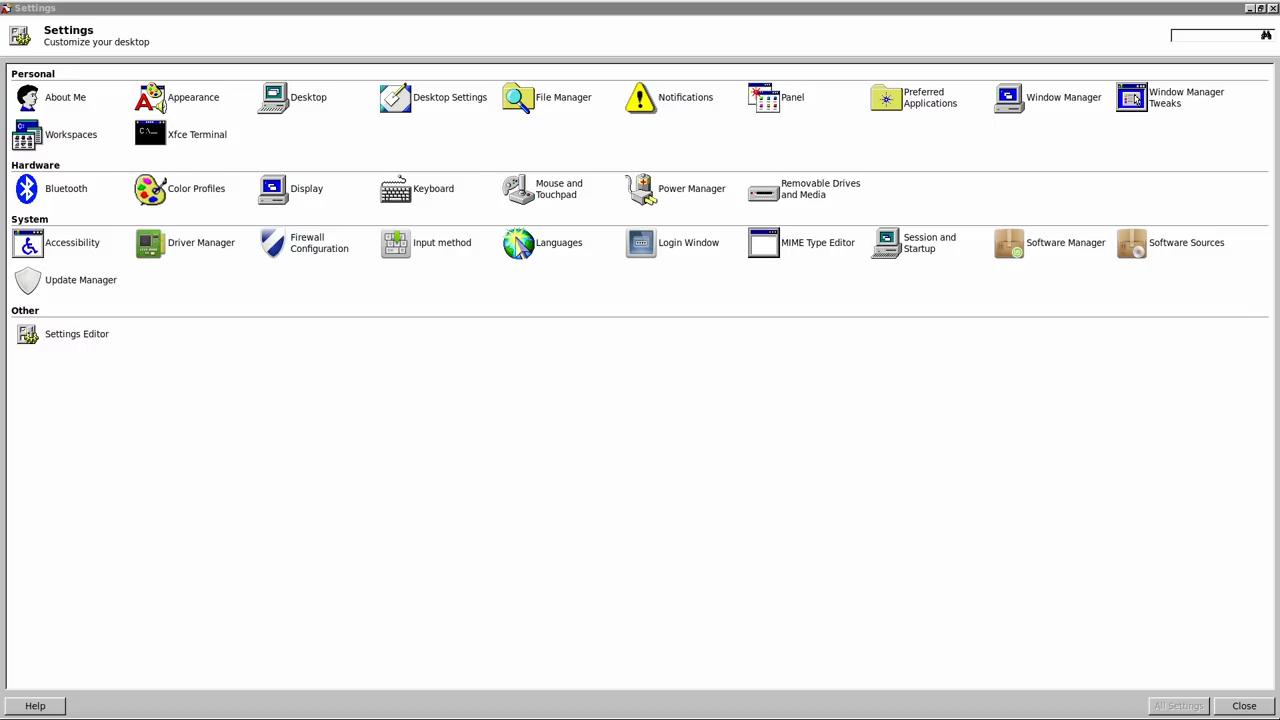 Settings
Settings
Customize your desktop
Personal
About Me
Appearance
Desktop
Desktop Settings
File Manager
Notifications
Panel
Preferred
Applications
Window Manager
Window Manager
Tweaks
Workspaces
C:\_
Xfce Terminal
Hardware
Bluetooth
Color Profiles
Display
Keyboard
Mouse and
Touchpad
Power Manager
Removable Drives
and Media
System
Accessibility
Driver Manager
Firewall
Configuration
Input method
Languages
Login Window
MIME Type Editor
Session and
Startup
Software Manager
Software Sources
Update Manager
Other
Settings Editor
Help
All Settings
Close